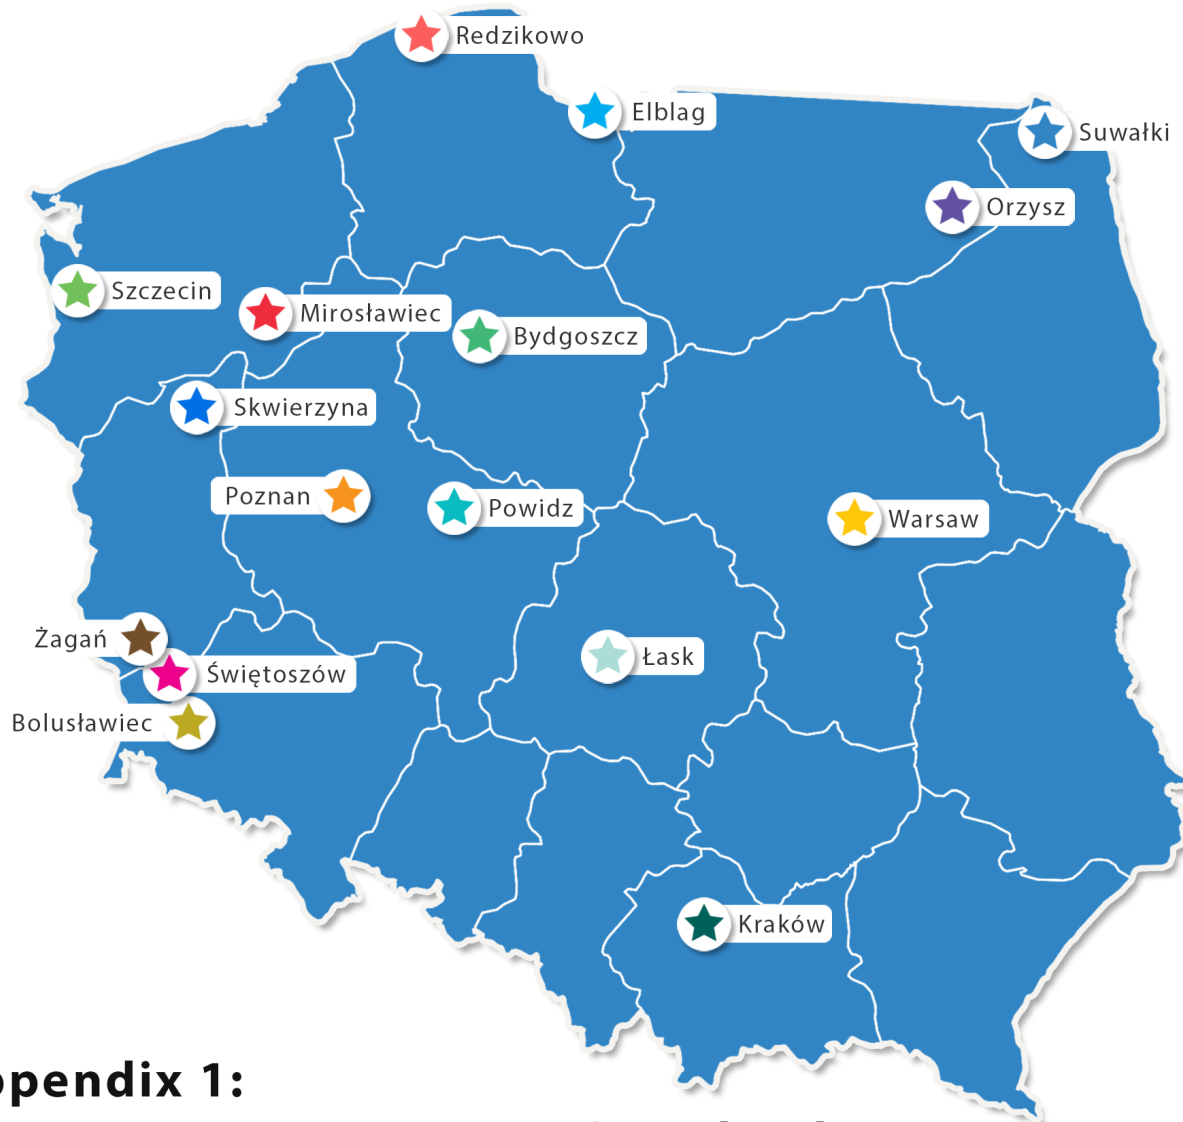 Redzikowo
Elblag
Suwałki
Orzysz
Szczecin
Mirosławiec
Bydgoszcz
Skwierzyna
Poznan
Powidz
Warsaw
Żagań
Łask
Świętoszów
Bolusławiec
Kraków
ppendix 1: